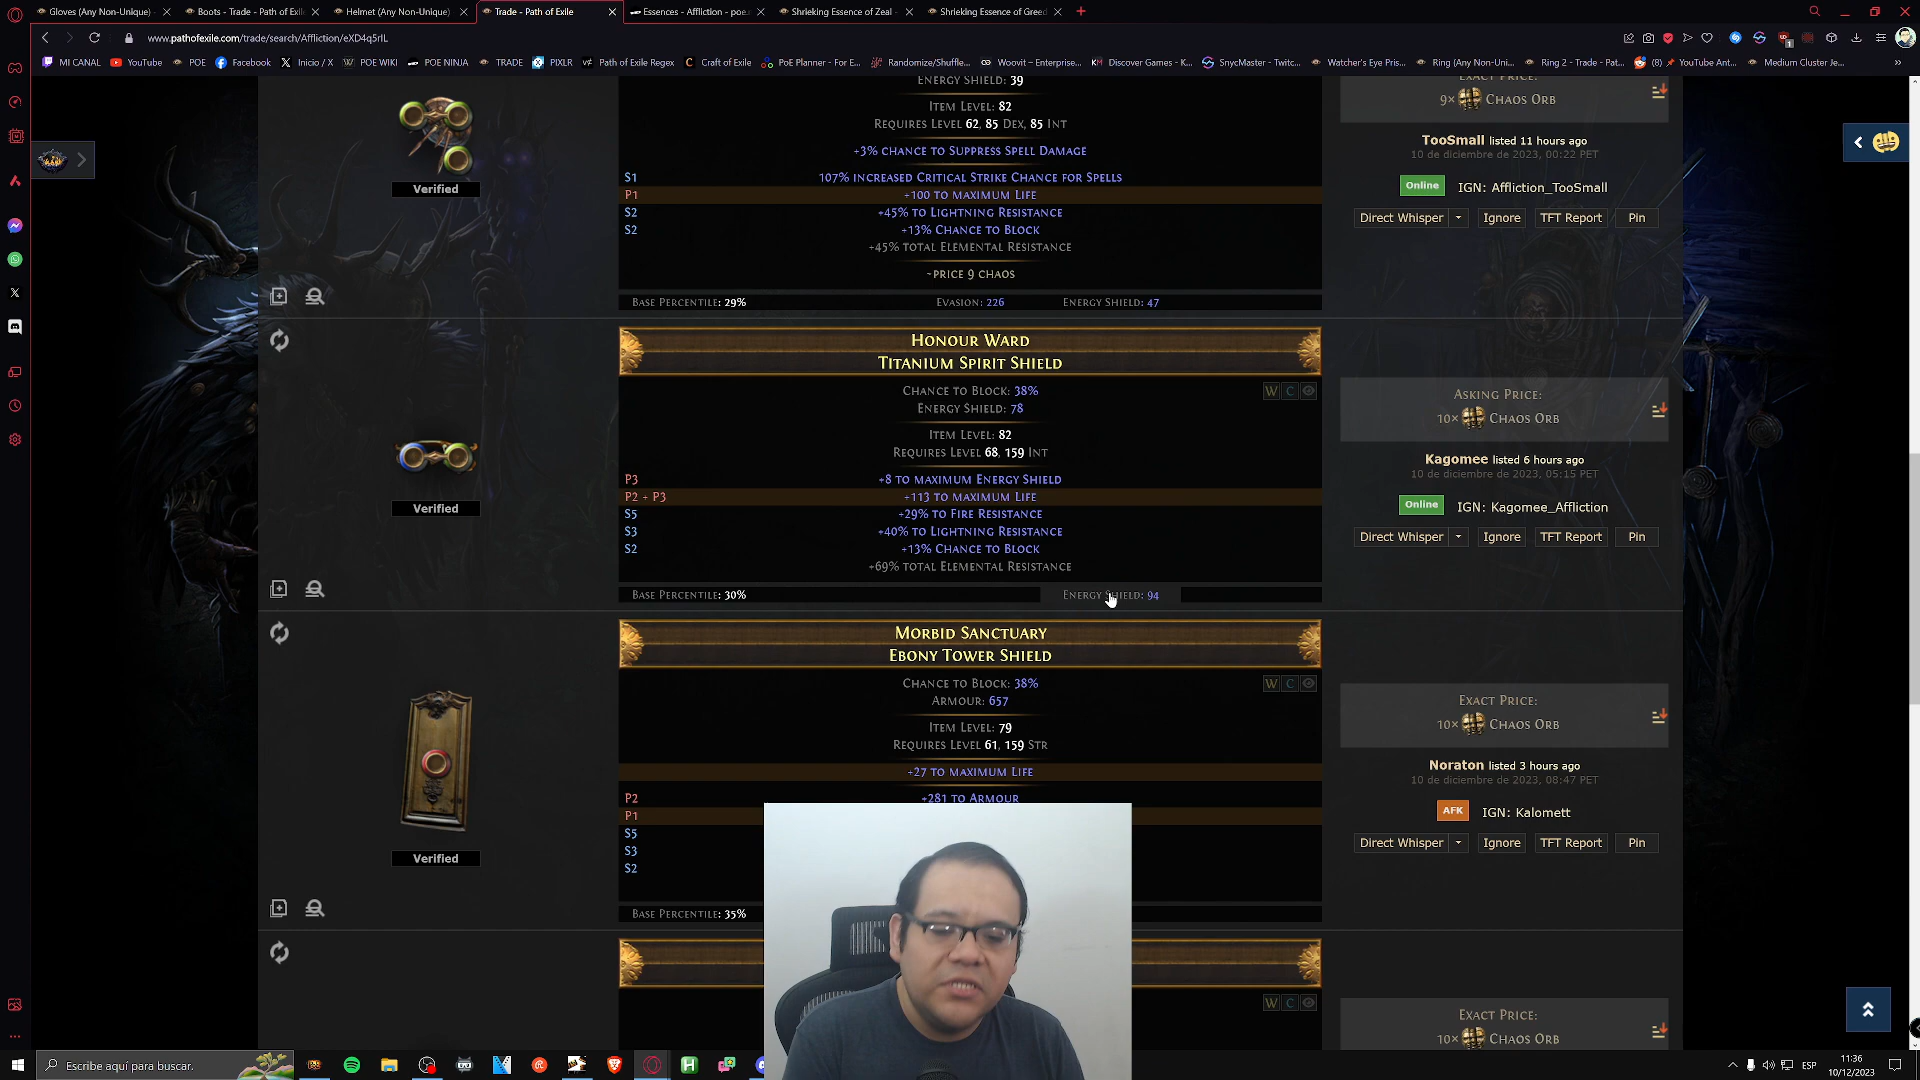 Gloves (Any Non-Unique) -
Boots - Trade - Path of Exile
Helmet (Any Non-Unique)
Trade - Path of Exile
Essences - Affliction - poe.n
Shrieking Essence of Zeal -
Shrieking Essence of Greed
www.pathofexile.com/trade/search/Affliction/eXD4q5rIL
MI CANAL
YouTube
POE
Facebook
Inicio / X
POE WIKI
POE NINJA
TRADE
PIXLR
Path of Exile Regex
Craft of Exile
PoE Planner - For E...
Randomize/Shuffle...
Woovit – Enterprise...
Discover Games - K...
SnycMaster - Twitc...
Watcher's Eye Pris...
Ring (Any Non-Uni...
Ring 2 - Trade - Pat...
(8) YouTube Ant...
Medium Cluster Je...
Energy Shield: 39
Item Level: 82
Requires Level 62, 85 Dex, 85 Int
+3% chance to Suppress Spell Damage
S1 107% increased Critical Strike Chance for Spells
P1 +100 to maximum Life
S2 +45% to Lightning Resistance
S2 +13% Chance to Block
+45% total Elemental Resistance
~price 9 chaos
Base Percentile: 29% Evasion: 226 Energy Shield: 47
Verified
Exact Price:
9× Chaos Orb
TooSmall listed 11 hours ago
10 de diciembre de 2023, 00:22 PET
Online IGN: Affliction_TooSmall
Direct Whisper Ignore TFT Report Pin
Honour Ward
Titanium Spirit Shield
Chance to Block: 38%
Energy Shield: 78
Item Level: 82
Requires Level 68, 159 Int
P3 +8 to maximum Energy Shield
P2 + P3 +113 to maximum Life
S5 +29% to Fire Resistance
S3 +40% to Lightning Resistance
S2 +13% Chance to Block
+69% total Elemental Resistance
Base Percentile: 30% Energy Shield: 94
W C
Verified
Asking Price:
10× Chaos Orb
Kagomee listed 6 hours ago
10 de diciembre de 2023, 05:15 PET
Online IGN: Kagomee_Affliction
Direct Whisper Ignore TFT Report Pin
Morbid Sanctuary
Ebony Tower Shield
Chance to Block: 38%
Armour: 657
Item Level: 79
Requires Level 61, 159 Str
+27 to maximum Life
P2 +281 to Armour
P1
S5
S3
S2
Base Percentile: 35%
W C
Verified
Exact Price:
10× Chaos Orb
Noraton listed 3 hours ago
10 de diciembre de 2023, 08:47 PET
AFK IGN: Kalomett
Direct Whisper Ignore TFT Report Pin
W C
Exact Price:
10× Chaos Orb
Escribe aquí para buscar.
ESP
11:36
10/12/2023